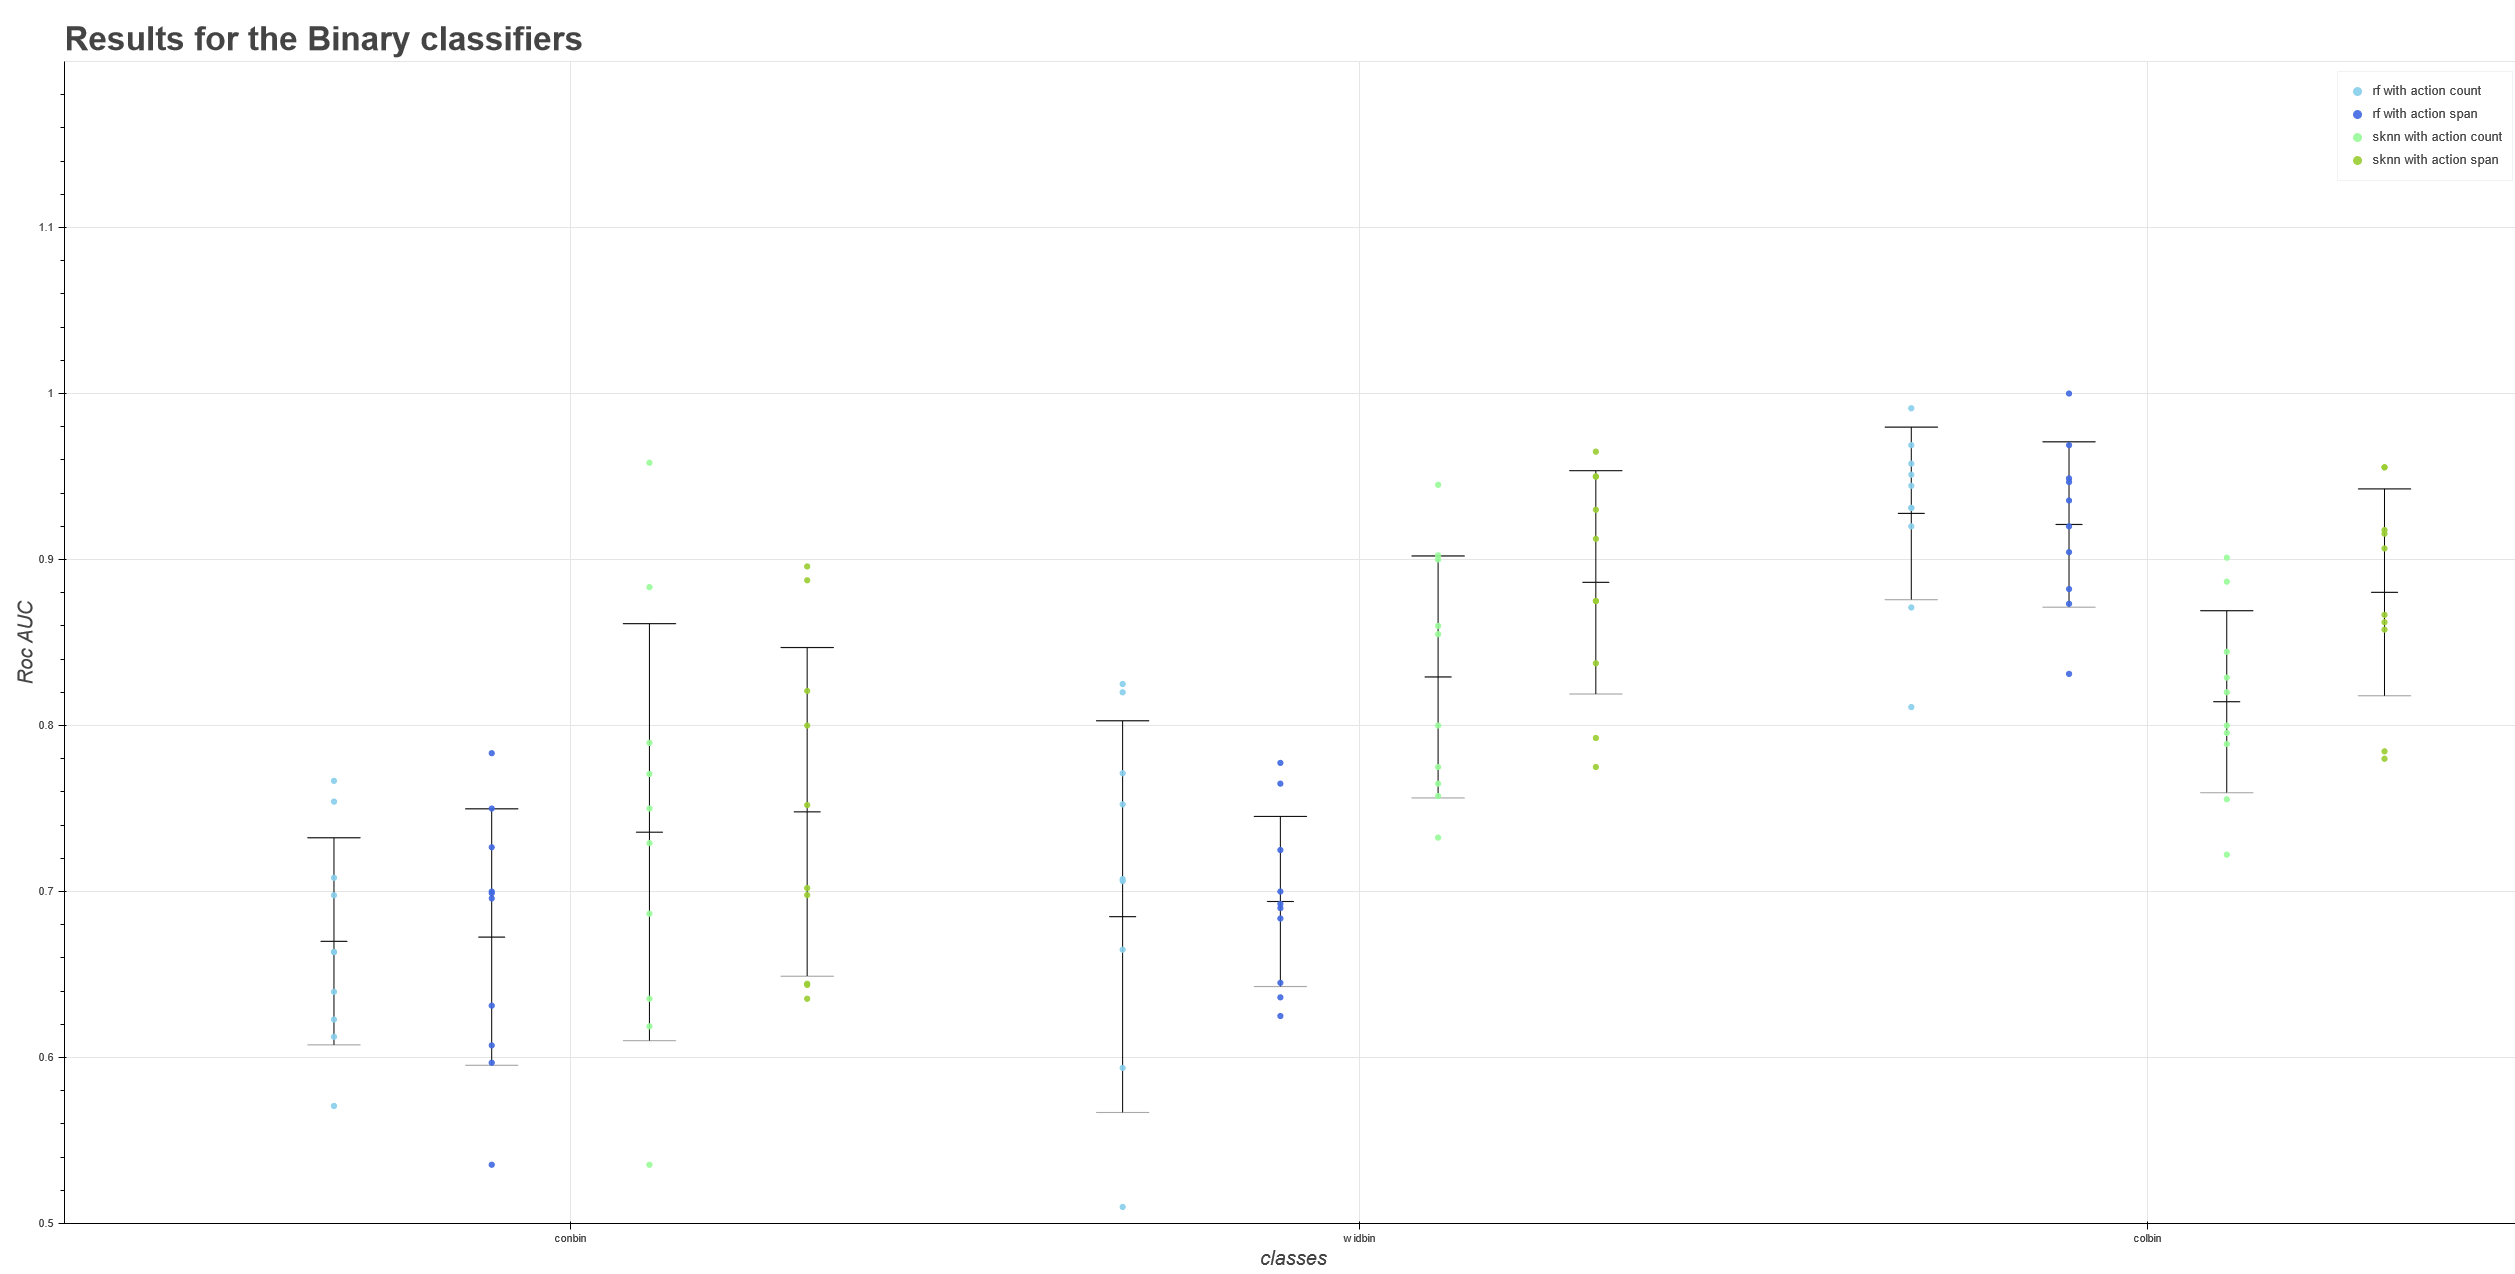 Results for the Binary classifiers
rf with action count
rf with action span
sknn with action count
sknn with action span
1.1
1
0.9
0.8
0.7
0.6
0.5
Roc AUC
conbin
widbin
colbin
classes